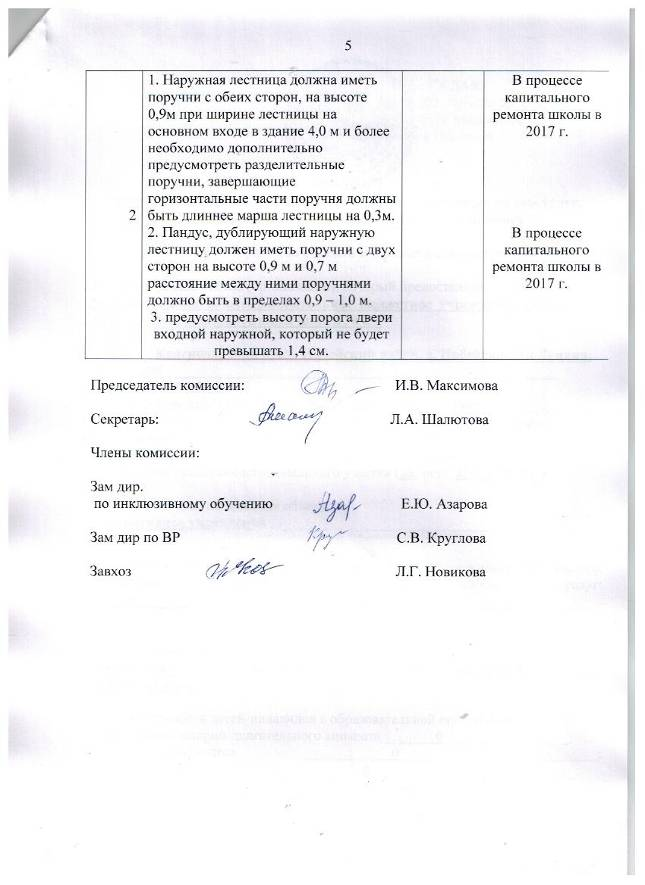 5
1. Наружная лестница должна иметь
поручни с обеих сторон, на высоте
0,9м при ширине лестницы на
основном входе в здание 4,0 м и более
необходимо дополнительно
предусмотреть разделительные
поручни, завершающие
горизонтальные части поручня должны
2 быть длиннее марша лестницы на 0,3м.
В процессе
капитального
ремонта школы в
2017 г.
2. Пандус, дублирующий наружную
лестницу должен иметь поручни с двух
сторон на высоте 0,9 м и 0,7 м
расстояние между ними поручнями
должно быть в пределах 0,9 – 1,0 м.
В процессе
капитального
ремонта школы в
2017 г.
3. предусмотреть высоту порога двери
входной наружной, который не будет
превышать 1,4 см.
Председатель комиссии: И.В. Максимова
Секретарь: Л.А. Шалютова
Члены комиссии:
Зам дир.
по инклюзивному обучению Азар Е.Ю. Азарова
Зам дир по ВР Кру С.В. Круглова
Завхоз Л.Г. Новикова